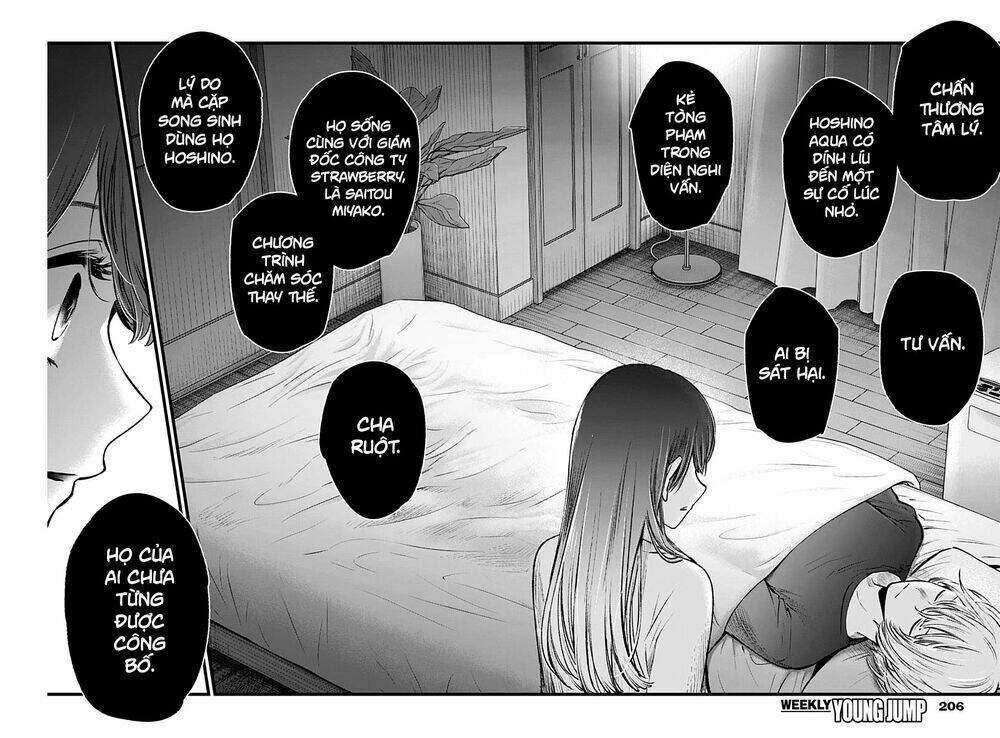 CHẤN
THƯƠNG
TÂM LÝ.
HOSHINO
AQUA CÓ
DÍNH LÍU
ĐẾN MỘT
SỰ CỐ LÚC
NHỎ.
KẺ
TÒNG
PHẠM TRONG
DIỆN NGHI
VẤN.
TƯ VẤN.
AI BỊ
SÁT HẠI.
HỌ SỐNG
CÙNG VỚI GIÁM
ĐỐC CÔNG TY
STRAWBERRY,
LÀ SAITOU
MIYAKO.
CHƯƠNG
TRÌNH
CHĂM SÓC
THAY THẾ.
CHA
RUỘT.
LÝ DO
MÀ CẶP
SONG SINH
DÙNG HỌ
HOSHINO.
HỌ CỦA
AI CHƯA
TỪNG
ĐƯỢC
CÔNG
BỐ.
WEEKLY YOUNG JUMP 206